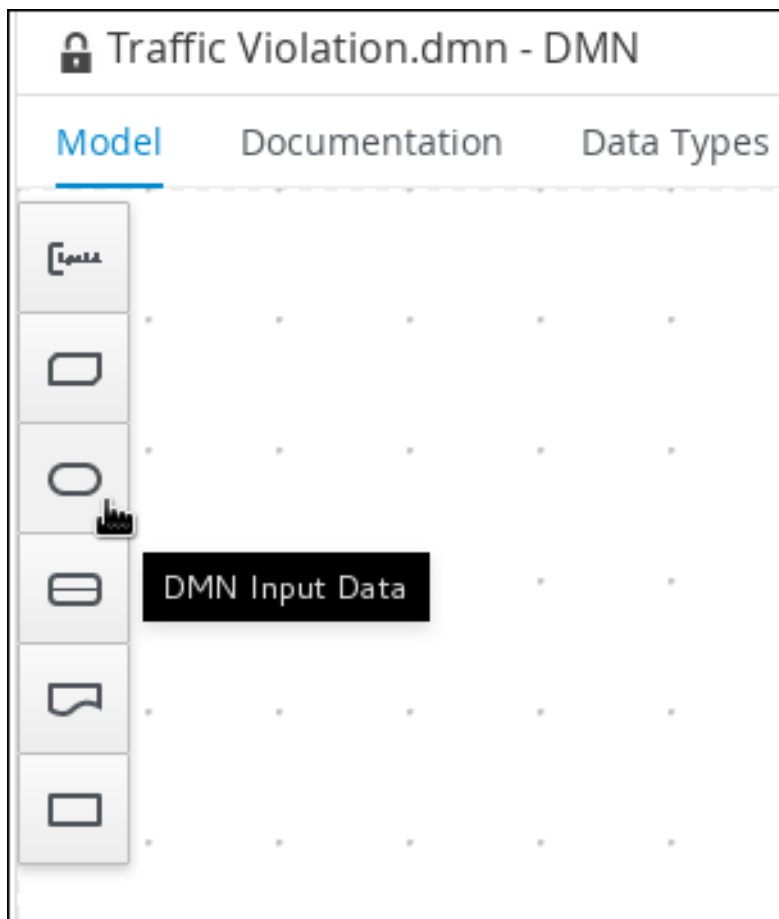 Traffic Violation.dmn - DMN
Model Documentation Data Types
DMN Input Data